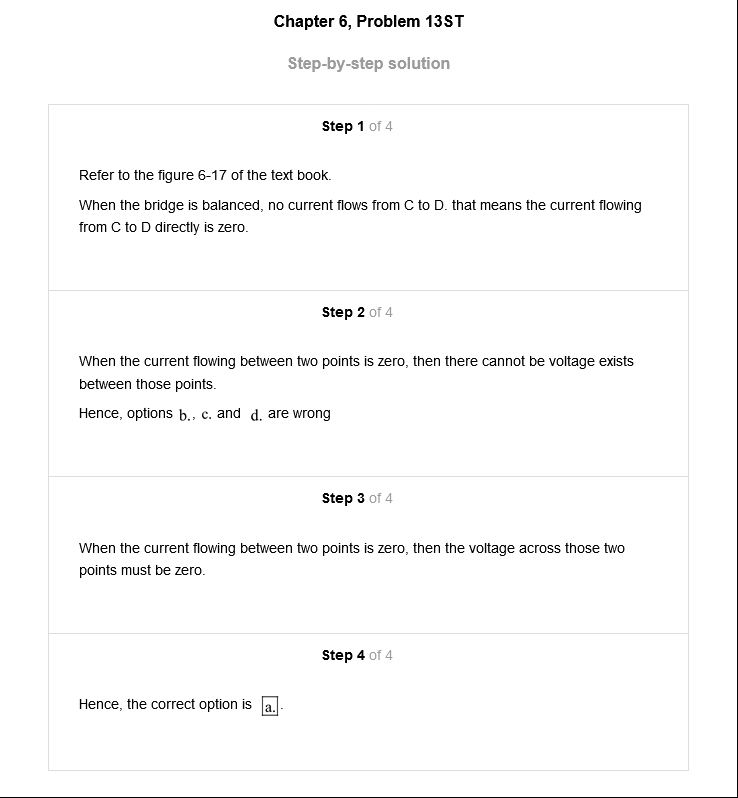 Chapter 6, Problem 13ST
Step-by-step solution
Step 1 of 4
Refer to the figure 6-17 of the text book.
When the bridge is balanced, no current flows from C to D. that means the current flowing
from C to D directly is zero.
Step 2 of 4
When the current flowing between two points is zero, then there cannot be voltage exists
between those points.
Hence, options b., c. and d. are wrong
Step 3 of 4
When the current flowing between two points is zero, then the voltage across those two
points must be zero.
Step 4 of 4
Hence, the correct option is a..